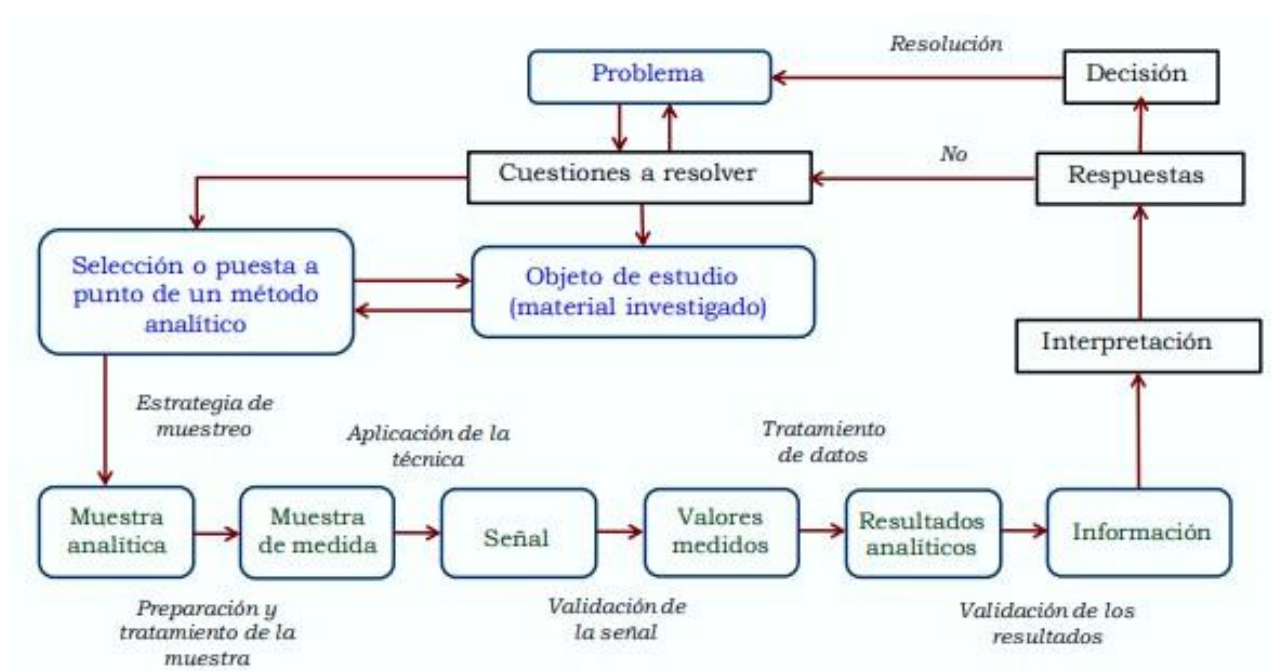 Resolución
Problema
Decisión
No
Cuestiones a resolver
Respuestas
Selección o puesta a
punto de un método
analítico
Objeto de estudio
(material investigado)
Interpretación
Estrategia de
muestreo
Aplicación de la
técnica
Tratamiento
de datos
Muestra
analítica
Muestra
de medida
Señal
Valores
medidos
Resultados
analíticos
Información
Preparación y
tratamiento de la
muestra
Validación de
la señal
Validación de los
resultados